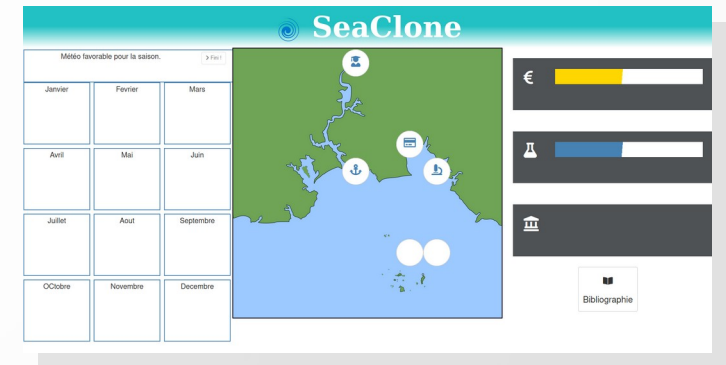 SeaClone
Météo favorable pour la saison.
Janvier
Fevrier
Mars
Avril
Mai
Juin
Juillet
Aout
Septembre
OCtobre
Novembre
Decembre
€
Bibliographie